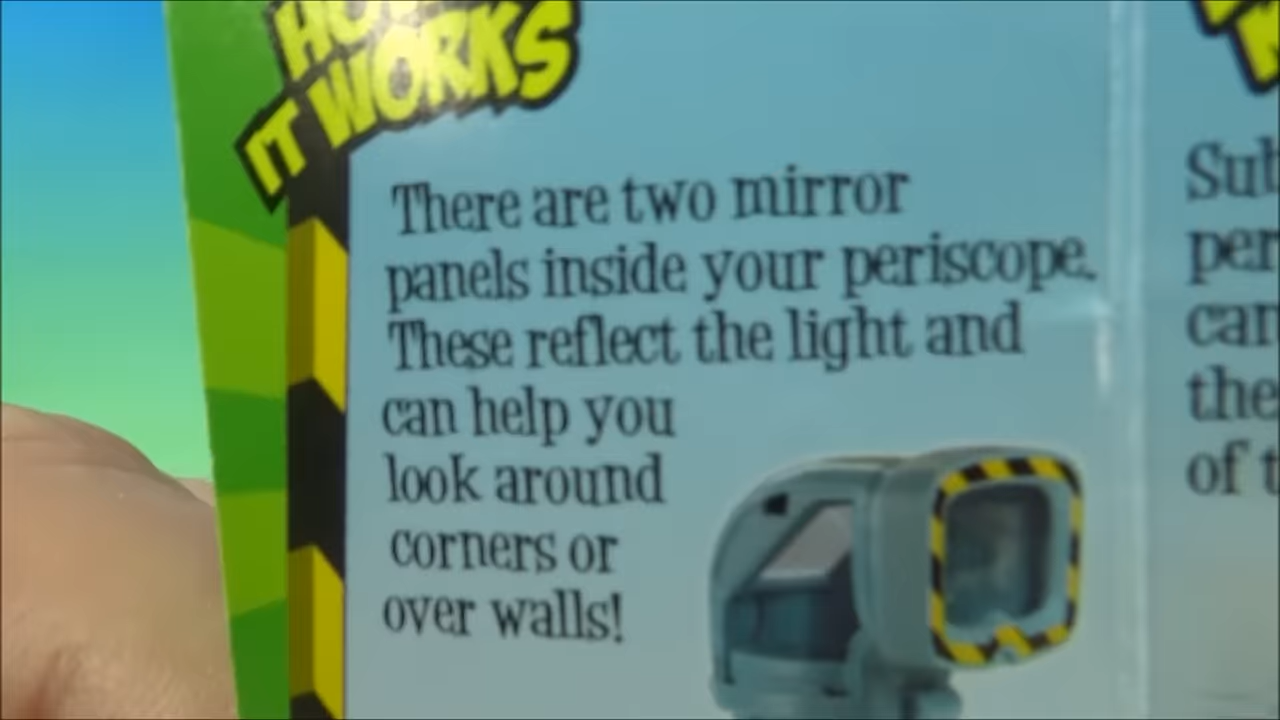 HOW
IT WORKS
There are two mirror
panels inside your periscope.
These reflect the light and
can help you
look around
corners or
over walls!